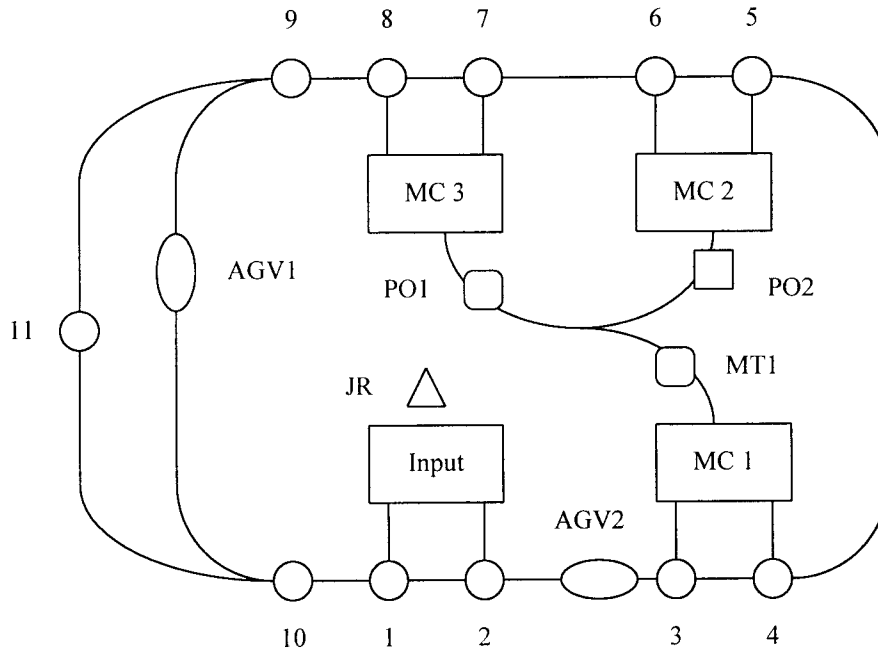 9 8 7 6 5
MC 3 MC 2
AGV1
PO1 PO2
11
MT1
JR
Input MC 1
AGV2
10 1 2 3 4